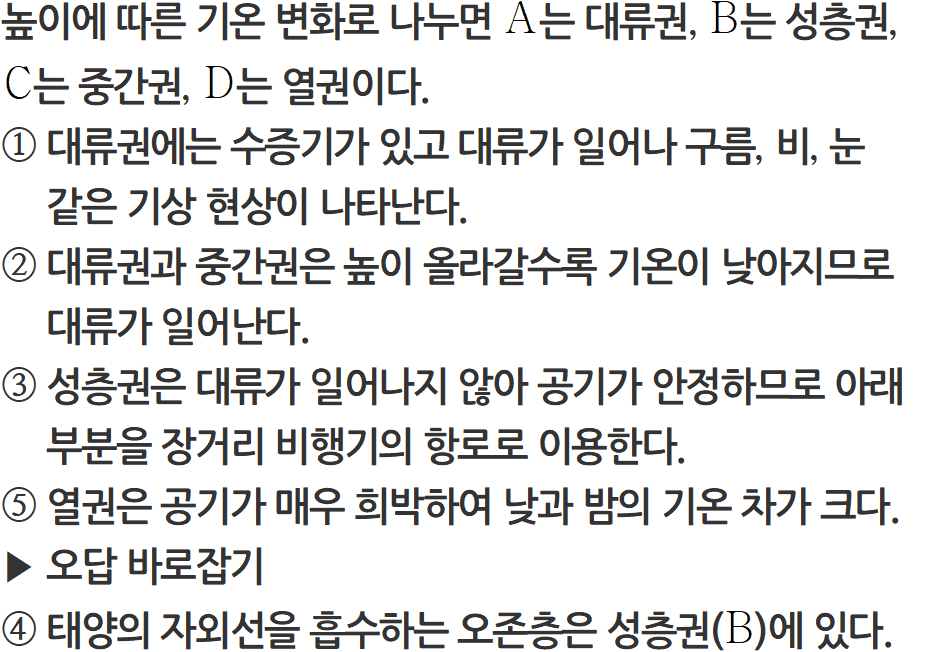 높이에 따른 기온 변화로 나누면 A는 대류권, B는 성층권,
C는 중간권, D는 열권이다.
① 대류권에는 수증기가 있고 대류가 일어나 구름, 비, 눈
같은 기상 현상이 나타난다.
② 대류권과 중간권은 높이 올라갈수록 기온이 낮아지므로
대류가 일어난다.
③ 성층권은 대류가 일어나지 않아 공기가 안정하므로 아래
부분을 장거리 비행기의 항로로 이용한다.
⑤ 열권은 공기가 매우 희박하여 낮과 밤의 기온 차가 크다.
▶ 오답 바로잡기
④ 태양의 자외선을 흡수하는 오존층은 성층권(B)에 있다.